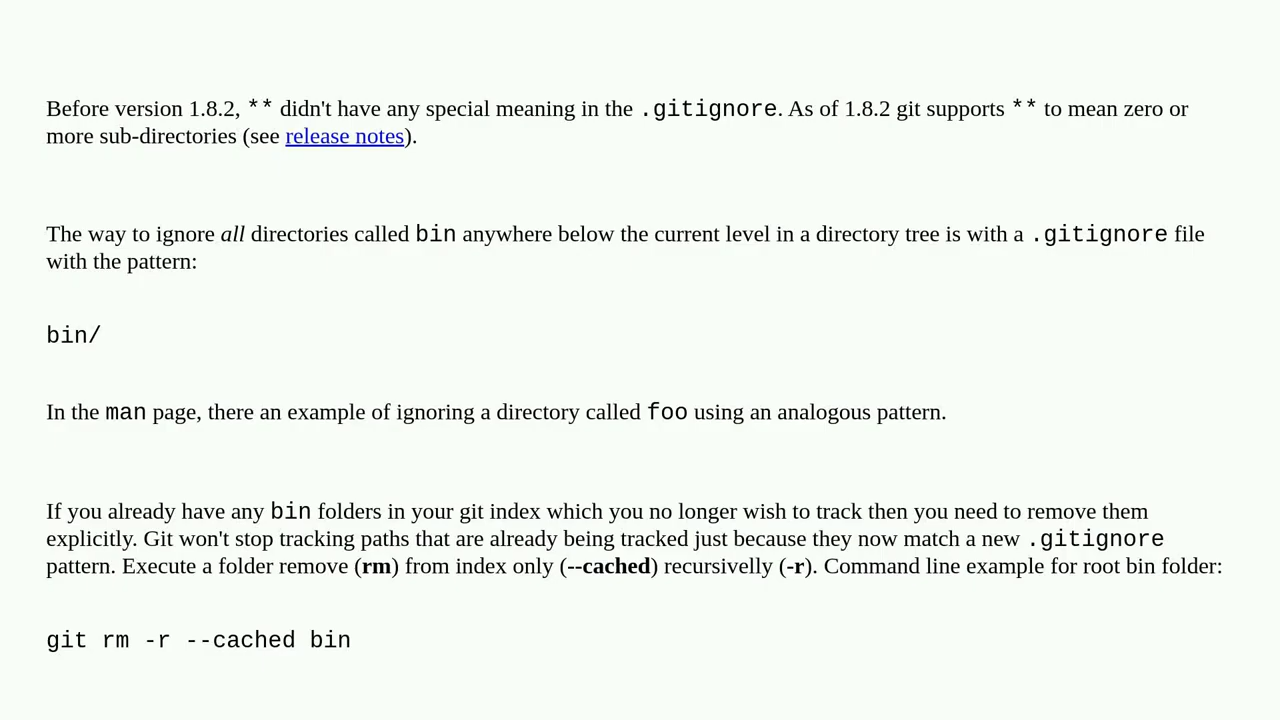 Before version 1.8.2, ** didn't have any special meaning in the .gitignore. As of 1.8.2 git supports ** to mean zero or
more sub-directories (see release notes).
The way to ignore all directories called bin anywhere below the current level in a directory tree is with a .gitignore file
with the pattern:
bin/
In the man page, there an example of ignoring a directory called foo using an analogous pattern.
If you already have any bin folders in your git index which you no longer wish to track then you need to remove them
explicitly. Git won't stop tracking paths that are already being tracked just because they now match a new .gitignore
pattern. Execute a folder remove (rm) from index only (--cached) recursivelly (-r). Command line example for root bin folder:
git rm -r --cached bin